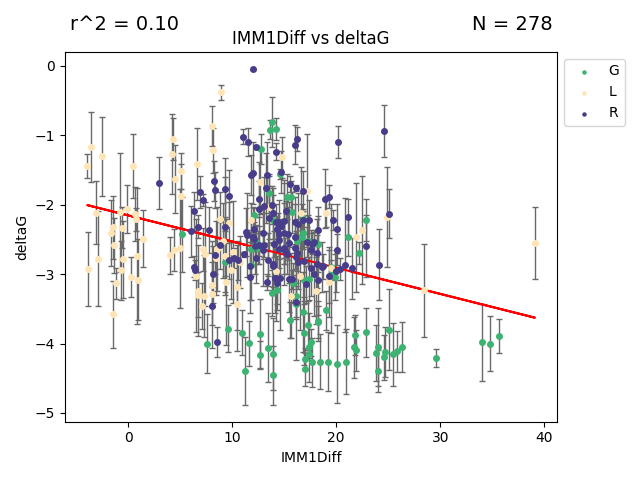 r^2 = 0.10
N = 278
IMM1Diff vs deltaG
G
L
R
0
−1
−2
−3
−4
−5
deltaG
0 10 20 30 40
IMM1Diff